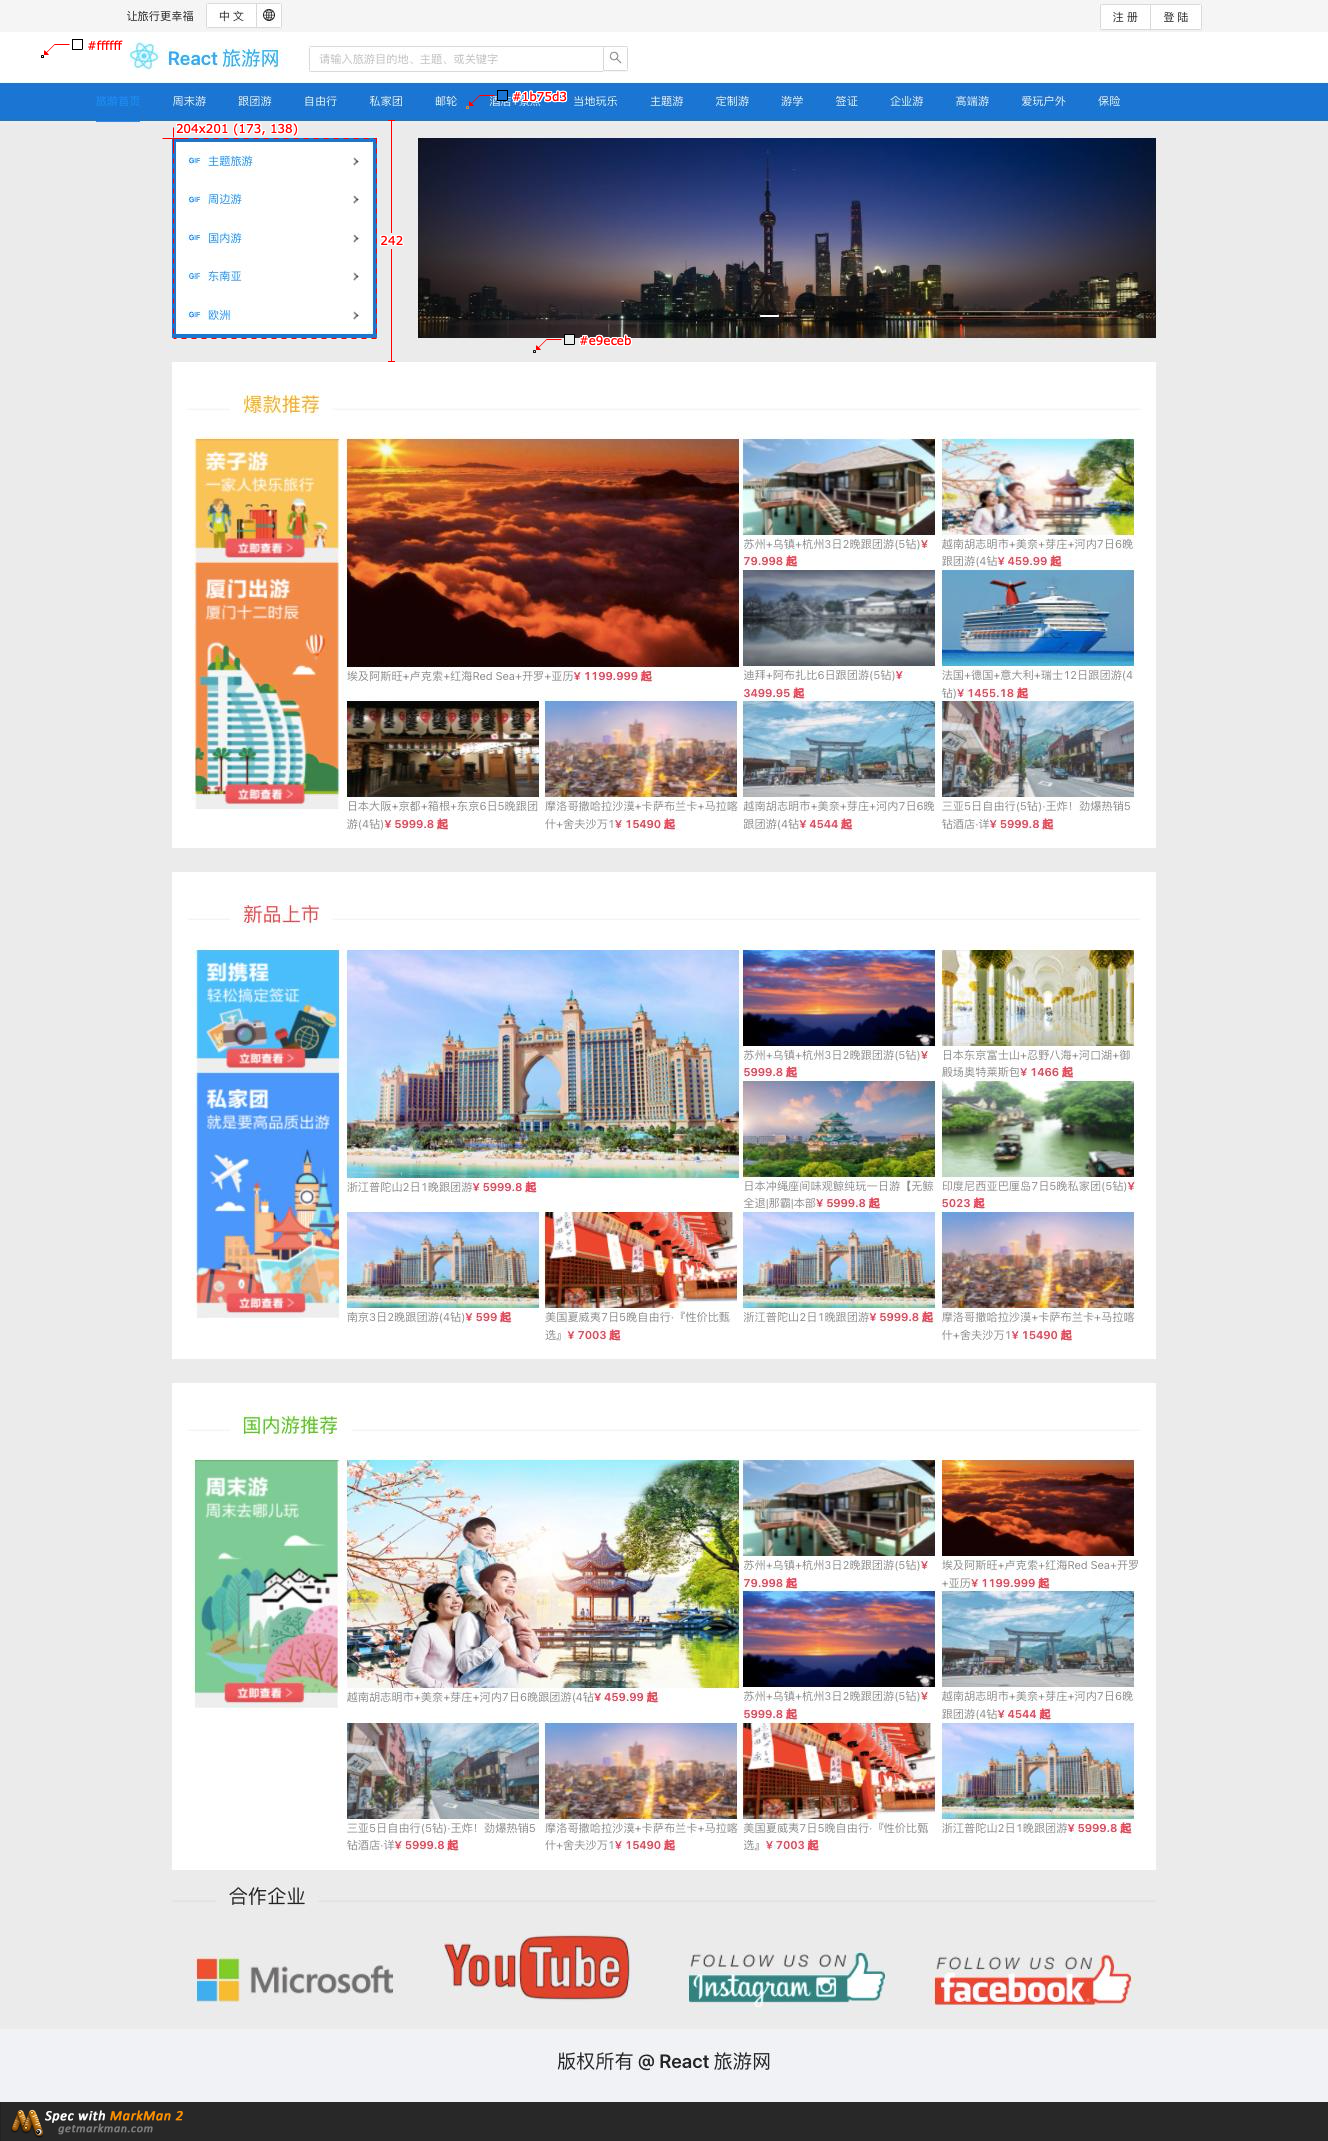 让旅行更幸福
中 文
注 册
登 陆
#ffffff
React 旅游网
请输入旅游目的地、主题、或关键字
旅游首页 周末游 跟团游 自由行 私家团 邮轮 #1b75d3 当地玩乐 主题游 定制游 游学 签证 企业游 高端游 爱玩户外 保险
204x201 (173, 138)
GIF 主题旅游
GIF 周边游
GIF 国内游
GIF 东南亚
GIF 欧洲
242
#e9eceb
爆款推荐
亲子游
一家人快乐旅行
立即查看 >
厦门出游
厦门十二时辰
立即查看 >
埃及阿斯旺+卢克索+红海Red Sea+开罗+亚历¥ 1199.999 起
苏州+乌镇+杭州3日2晚跟团游(5钻)¥
79.998 起
越南胡志明市+美奈+芽庄+河内7日6晚
跟团游(4钻¥ 459.99 起
迪拜+阿布扎比6日跟团游(5钻)¥
3499.95 起
法国+德国+意大利+瑞士12日跟团游(4
钻)¥ 1455.18 起
日本大阪+京都+箱根+东京6日5晚跟团
游(4钻)¥ 5999.8 起
摩洛哥撒哈拉沙漠+卡萨布兰卡+马拉喀
什+舍夫沙万1¥ 15490 起
越南胡志明市+美奈+芽庄+河内7日6晚
跟团游(4钻¥ 4544 起
三亚5日自由行(5钻)·王炸！劲爆热销5
钻酒店·详¥ 5999.8 起
新品上市
到携程
轻松搞定签证
立即查看 >
私家团
就是要高品质出游
立即查看 >
浙江普陀山2日1晚跟团游¥ 5999.8 起
苏州+乌镇+杭州3日2晚跟团游(5钻)¥
5999.8 起
日本东京富士山+忍野八海+河口湖+御
殿场奥特莱斯包¥ 1466 起
日本冲绳座间味观鲸纯玩一日游【无鲸
全退|那霸|本部¥ 5999.8 起
印度尼西亚巴厘岛7日5晚私家团(5钻)¥
5023 起
南京3日2晚跟团游(4钻)¥ 599 起
美国夏威夷7日5晚自由行·『性价比甄
选』¥ 7003 起
浙江普陀山2日1晚跟团游¥ 5999.8 起
摩洛哥撒哈拉沙漠+卡萨布兰卡+马拉喀
什+舍夫沙万1¥ 15490 起
国内游推荐
周末游
周末去哪儿玩
立即查看 >
越南胡志明市+美奈+芽庄+河内7日6晚跟团游(4钻¥ 459.99 起
苏州+乌镇+杭州3日2晚跟团游(5钻)¥
79.998 起
埃及阿斯旺+卢克索+红海Red Sea+开罗
+亚历¥ 1199.999 起
苏州+乌镇+杭州3日2晚跟团游(5钻)¥
5999.8 起
越南胡志明市+美奈+芽庄+河内7日6晚
跟团游(4钻¥ 4544 起
三亚5日自由行(5钻)·王炸！劲爆热销5
钻酒店·详¥ 5999.8 起
摩洛哥撒哈拉沙漠+卡萨布兰卡+马拉喀
什+舍夫沙万1¥ 15490 起
美国夏威夷7日5晚自由行·『性价比甄
选』¥ 7003 起
浙江普陀山2日1晚跟团游¥ 5999.8 起
合作企业
Microsoft
YouTube
FOLLOW US ON
Instagram
FOLLOW US ON
facebook
版权所有 @ React 旅游网
Spec with MarkMan 2
getmarkman.com